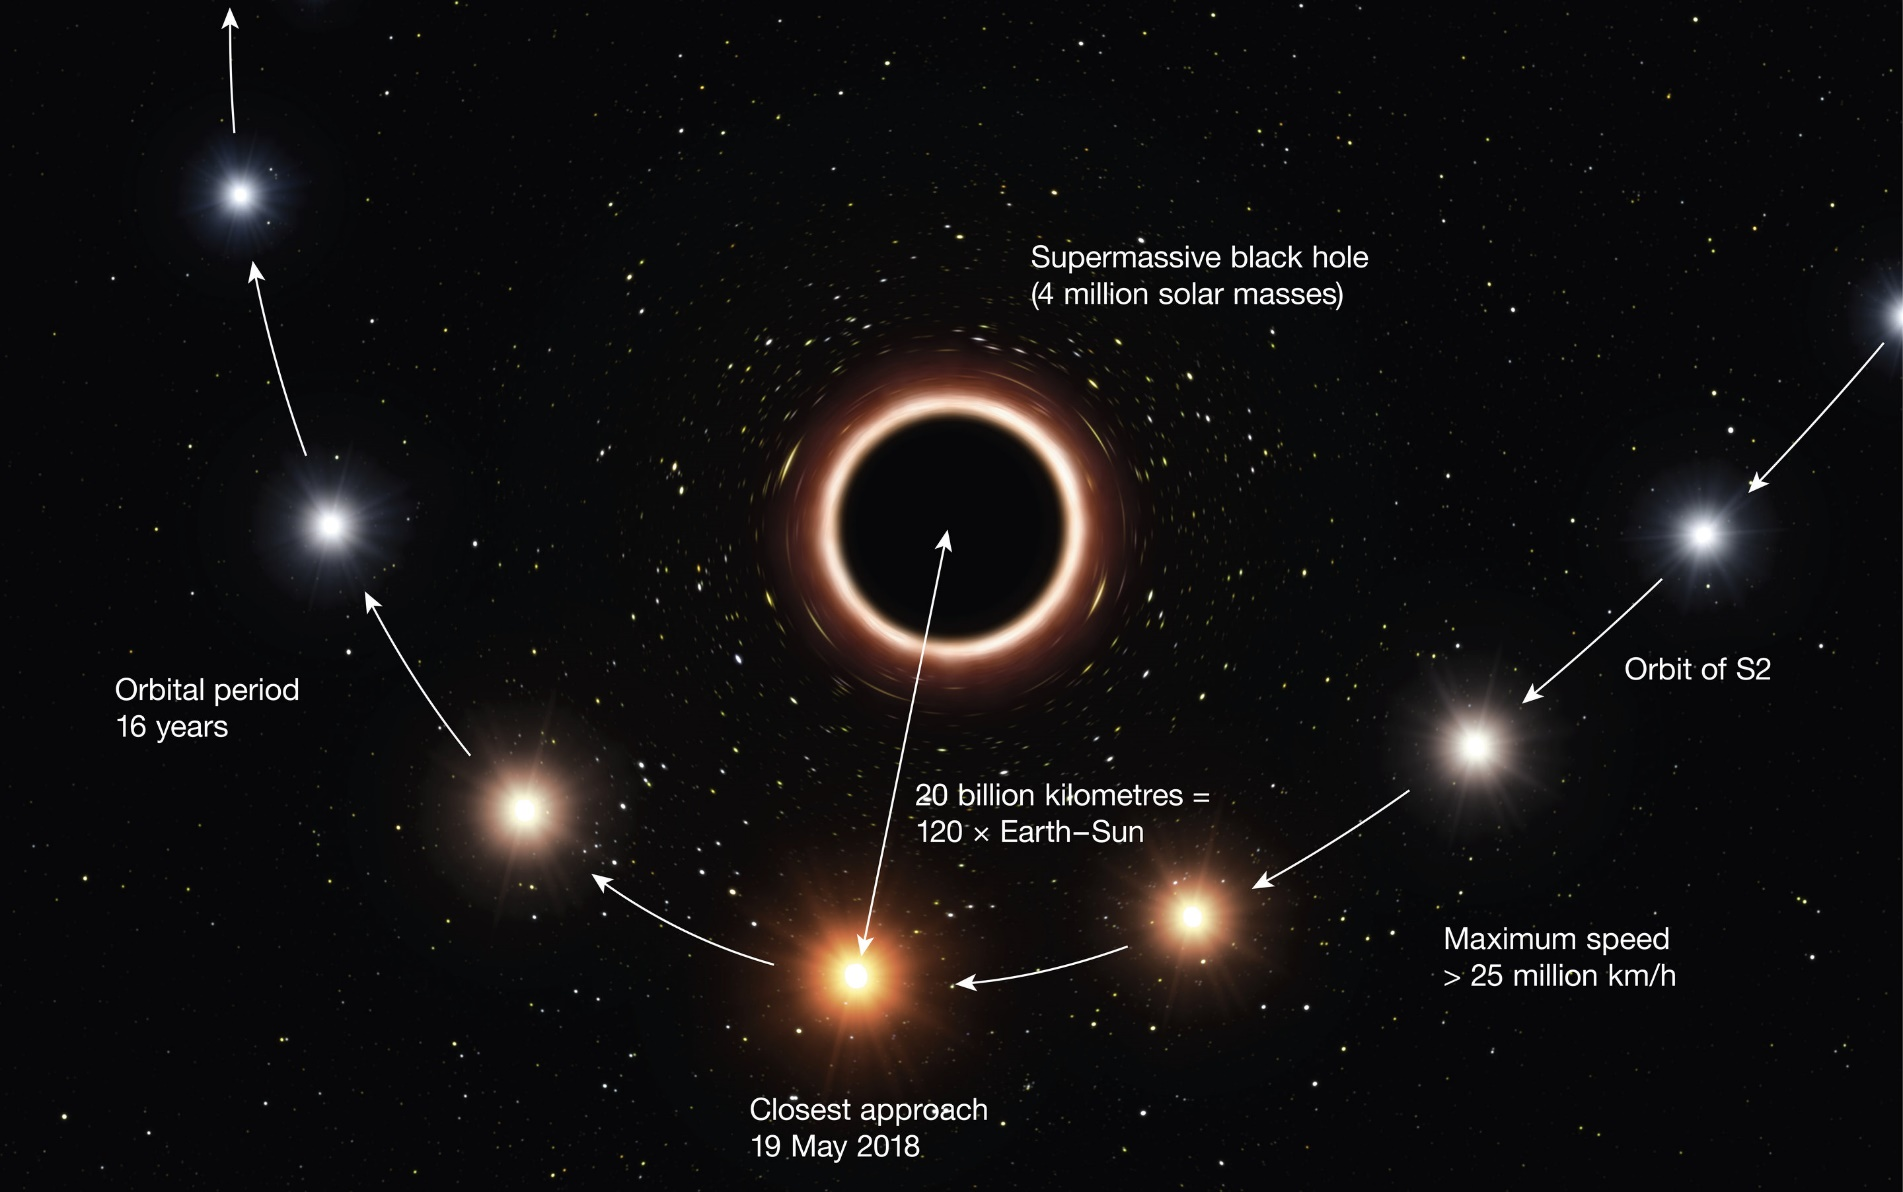 Supermassive black hole
(4 million solar masses)
Orbit of S2
Orbital period
16 years
20 billion kilometres =
120 × Earth–Sun
Maximum speed
> 25 million km/h
Closest approach
19 May 2018